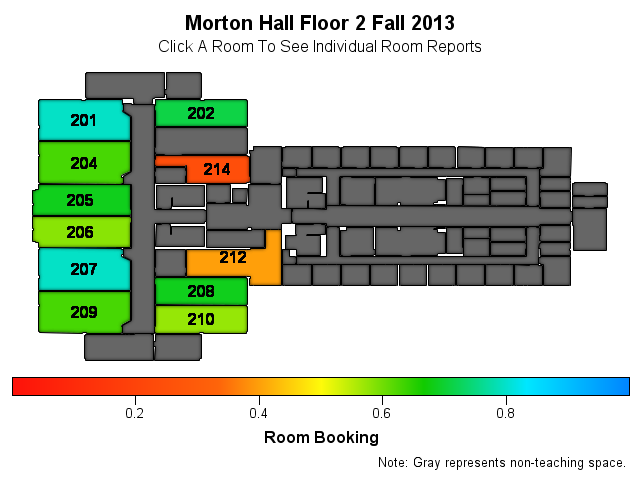 Morton Hall Floor 2 Fall 2013
Click A Room To See Individual Room Reports
201
202
204
214
205
206
212
207
208
209
210
0.2 0.4 0.6 0.8
Room Booking
Note: Gray represents non-teaching space.